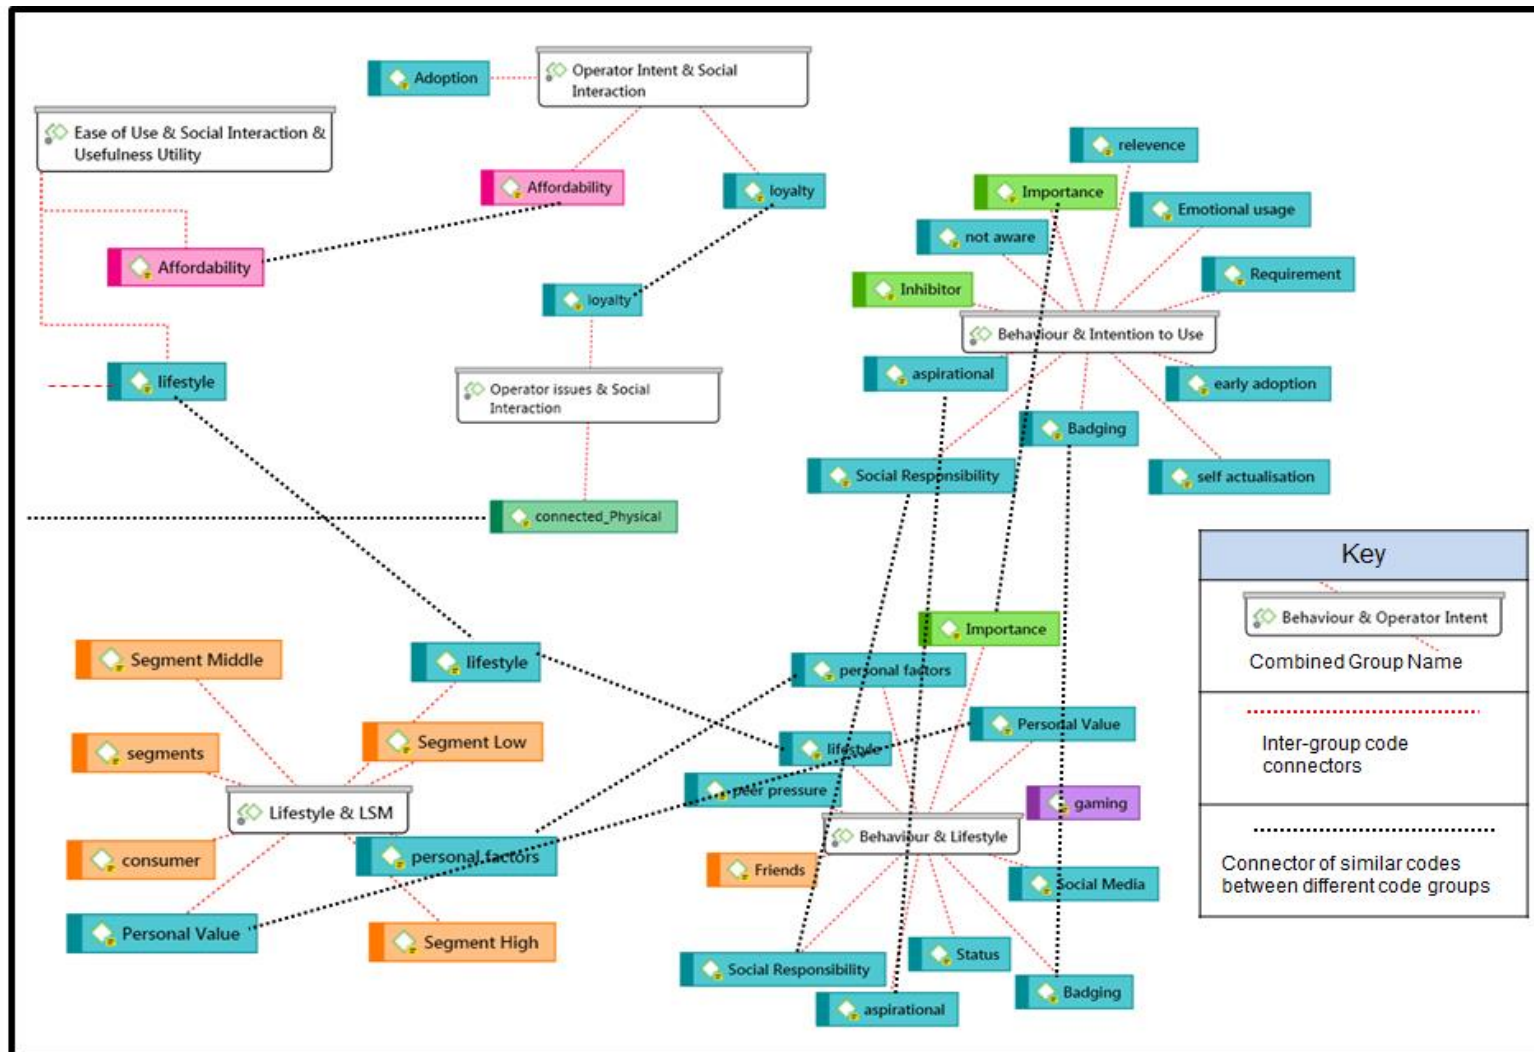 Adoption
Operator Intent & Social
Interaction
Ease of Use & Social Interaction &
Usefulness Utility
Affordability
loyalty
Affordability
loyalty
lifestyle
Operator issues & Social
Interaction
connected_Physical
relevence
Importance
Emotional usage
not aware
Requirement
Inhibitor
Behaviour & Intention to Use
aspirational
early adoption
Badging
Social Responsibility
self actualisation
Key
Behaviour & Operator Intent
Combined Group Name
Inter-group code
connectors
Connector of similar codes
between different code groups
Segment Middle
lifestyle
segments
Segment Low
Lifestyle & LSM
consumer
personal factors
Personal Value
Segment High
Importance
personal factors
Personal Value
lifestyle
peer pressure
gaming
Behaviour & Lifestyle
Friends
Social Media
Status
Social Responsibility
Badging
aspirational